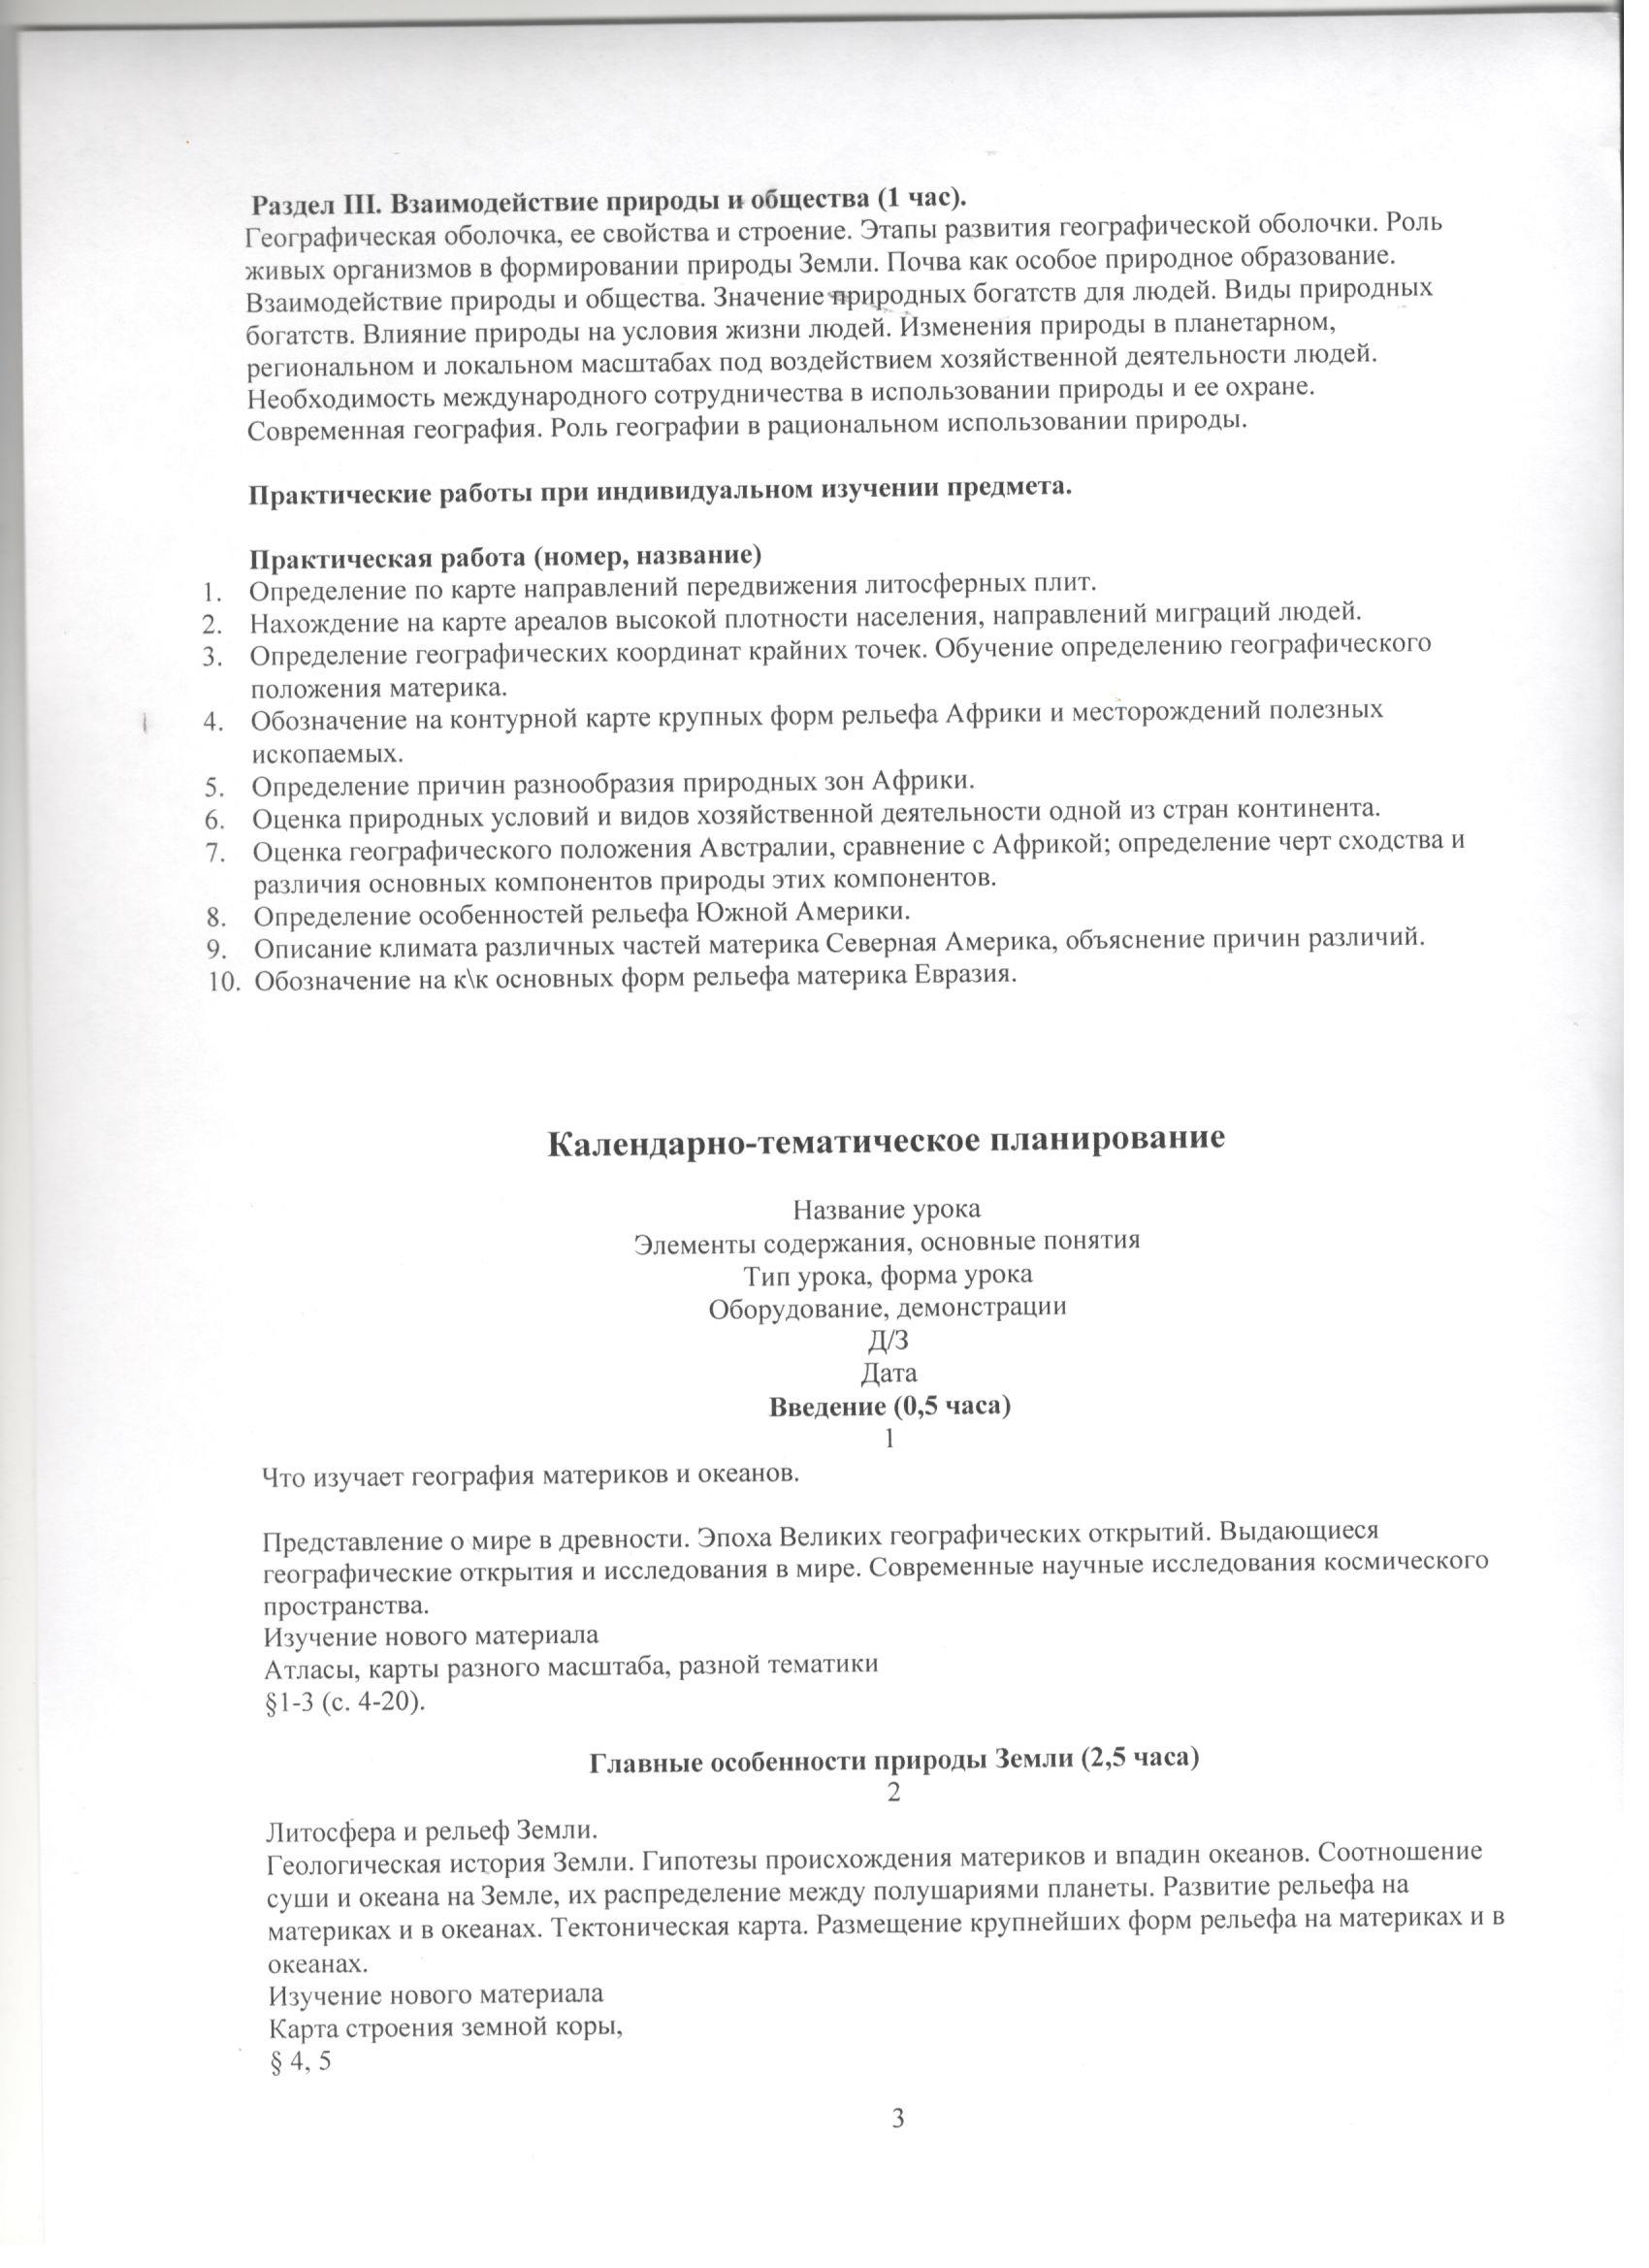 Раздел III. Взаимодействие природы и общества (1 час).
Географическая оболочка, ее свойства и строение. Этапы развития географической оболочки. Роль
живых организмов в формировании природы Земли. Почва как особое природное образование.
Взаимодействие природы и общества. Значение природных богатств для людей. Виды природных
богатств. Влияние природы на условия жизни людей. Изменения природы в планетарном,
региональном и локальном масштабах под воздействием хозяйственной деятельности людей.
Необходимость международного сотрудничества в использовании природы и ее охране.
Современная география. Роль географии в рациональном использовании природы.
Практические работы при индивидуальном изучении предмета.
Практическая работа (номер, название)
1. Определение по карте направлений передвижения литосферных плит.
2. Нахождение на карте ареалов высокой плотности населения, направлений миграций людей.
3. Определение географических координат крайних точек. Обучение определению географического
положения материка.
4. Обозначение на контурной карте крупных форм рельефа Африки и месторождений полезных
ископаемых.
5. Определение причин разнообразия природных зон Африки.
6. Оценка природных условий и видов хозяйственной деятельности одной из стран континента.
7. Оценка географического положения Австралии, сравнение с Африкой; определение черт сходства и
различия основных компонентов природы этих компонентов.
8. Определение особенностей рельефа Южной Америки.
9. Описание климата различных частей материка Северная Америка, объяснение причин различий.
10. Обозначение на к\к основных форм рельефа материка Евразия.
Календарно-тематическое планирование
Название урока
Элементы содержания, основные понятия
Тип урока, форма урока
Оборудование, демонстрации
Д/З
Дата
Введение (0,5 часа)
1
Что изучает география материков и океанов.
Представление о мире в древности. Эпоха Великих географических открытий. Выдающиеся
географические открытия и исследования в мире. Современные научные исследования космического
пространства.
Изучение нового материала
Атласы, карты разного масштаба, разной тематики
§1-3 (с. 4-20).
Главные особенности природы Земли (2,5 часа)
2
Литосфера и рельеф Земли.
Геологическая история Земли. Гипотезы происхождения материков и впадин океанов. Соотношение
суши и океана на Земле, их распределение между полушариями планеты. Развитие рельефа на
материках и в океанах. Тектоническая карта. Размещение крупнейших форм рельефа на материках и в
океанах.
Изучение нового материала
Карта строения земной коры,
§ 4, 5
3